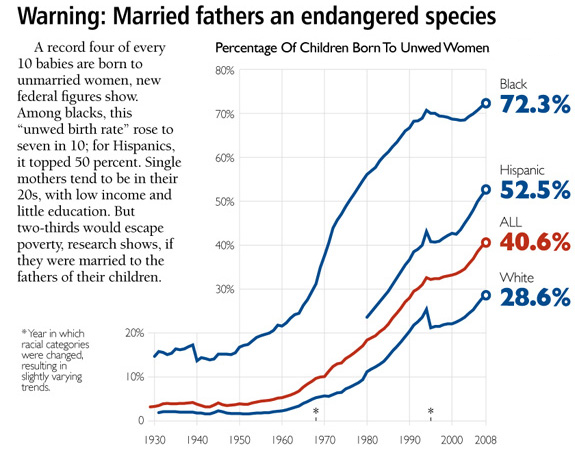 Warning: Married fathers an endangered species
A record four of every
10 babies are born to
unmarried women, new
federal figures show.
Among blacks, this
“unwed birth rate” rose to
seven in 10; for Hispanics,
it topped 50 percent. Single
mothers tend to be in their
20s, with low income and
little education. But
two-thirds would escape
poverty, research shows, if
they were married to the
fathers of their children.
*Year in which
racial categories
were changed,
resulting in
slightly varying
trends.
Percentage Of Children Born To Unwed Women
80%
70%
60%
50%
40%
30%
20%
10%
0
Black
72.3%
Hispanic
52.5%
ALL
40.6%
White
28.6%
* *
1930 1940 1950 1960 1970 1980 1990 2000 2008